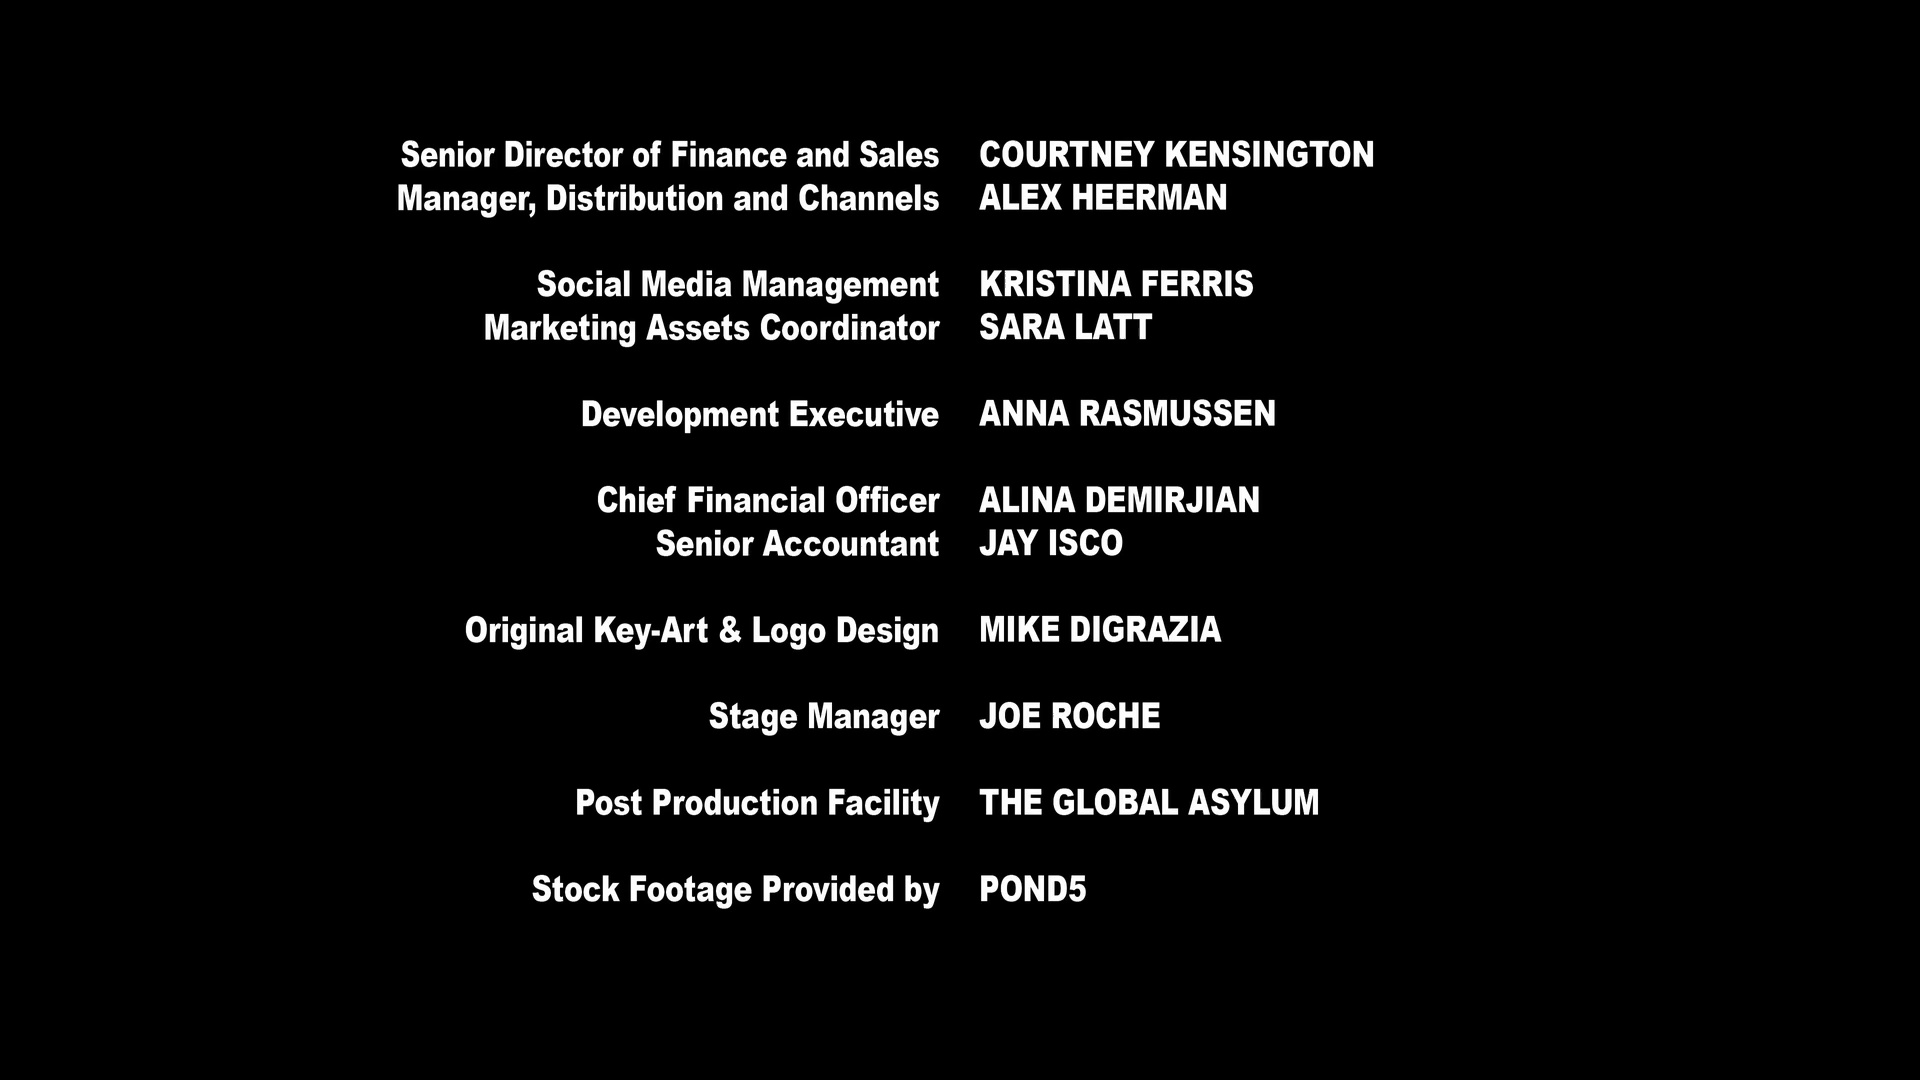 Senior Director of Finance and Sales COURTNEY KENSINGTON
Manager, Distribution and Channels ALEX HEERMAN
Social Media Management KRISTINA FERRIS
Marketing Assets Coordinator SARA LATT
Development Executive ANNA RASMUSSEN
Chief Financial Officer ALINA DEMIRJIAN
Senior Accountant JAY ISCO
Original Key-Art & Logo Design MIKE DIGRAZIA
Stage Manager JOE ROCHE
Post Production Facility THE GLOBAL ASYLUM
Stock Footage Provided by POND5